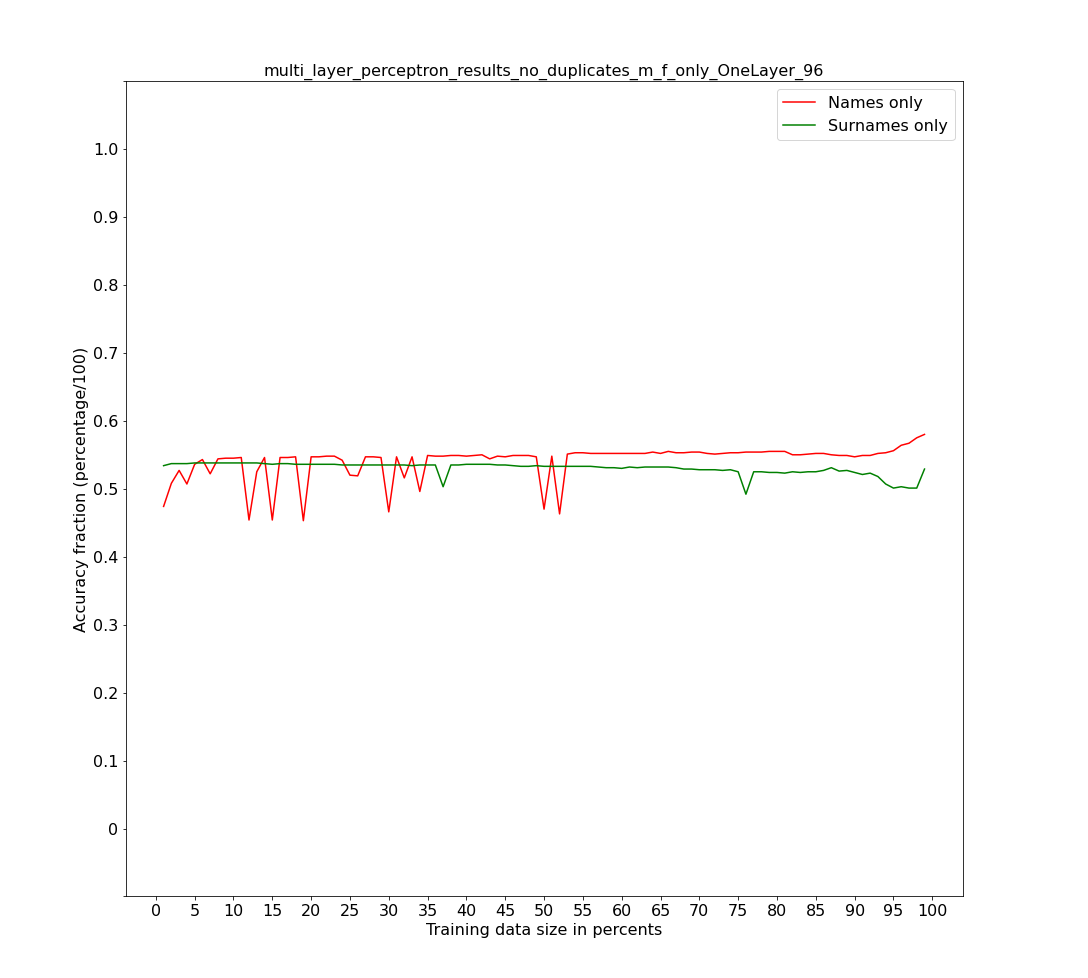 multi_layer_perceptron_results_no_duplicates_m_f_only_OneLayer_96
Names only
Surnames only
1.0
0.9
0.8
0.7
0.6
0.5
0.4
0.3
0.2
0.1
0
Accuracy fraction (percentage/100)
0 5 10 15 20 25 30 35 40 45 50 55 60 65 70 75 80 85 90 95 100
Training data size in percents